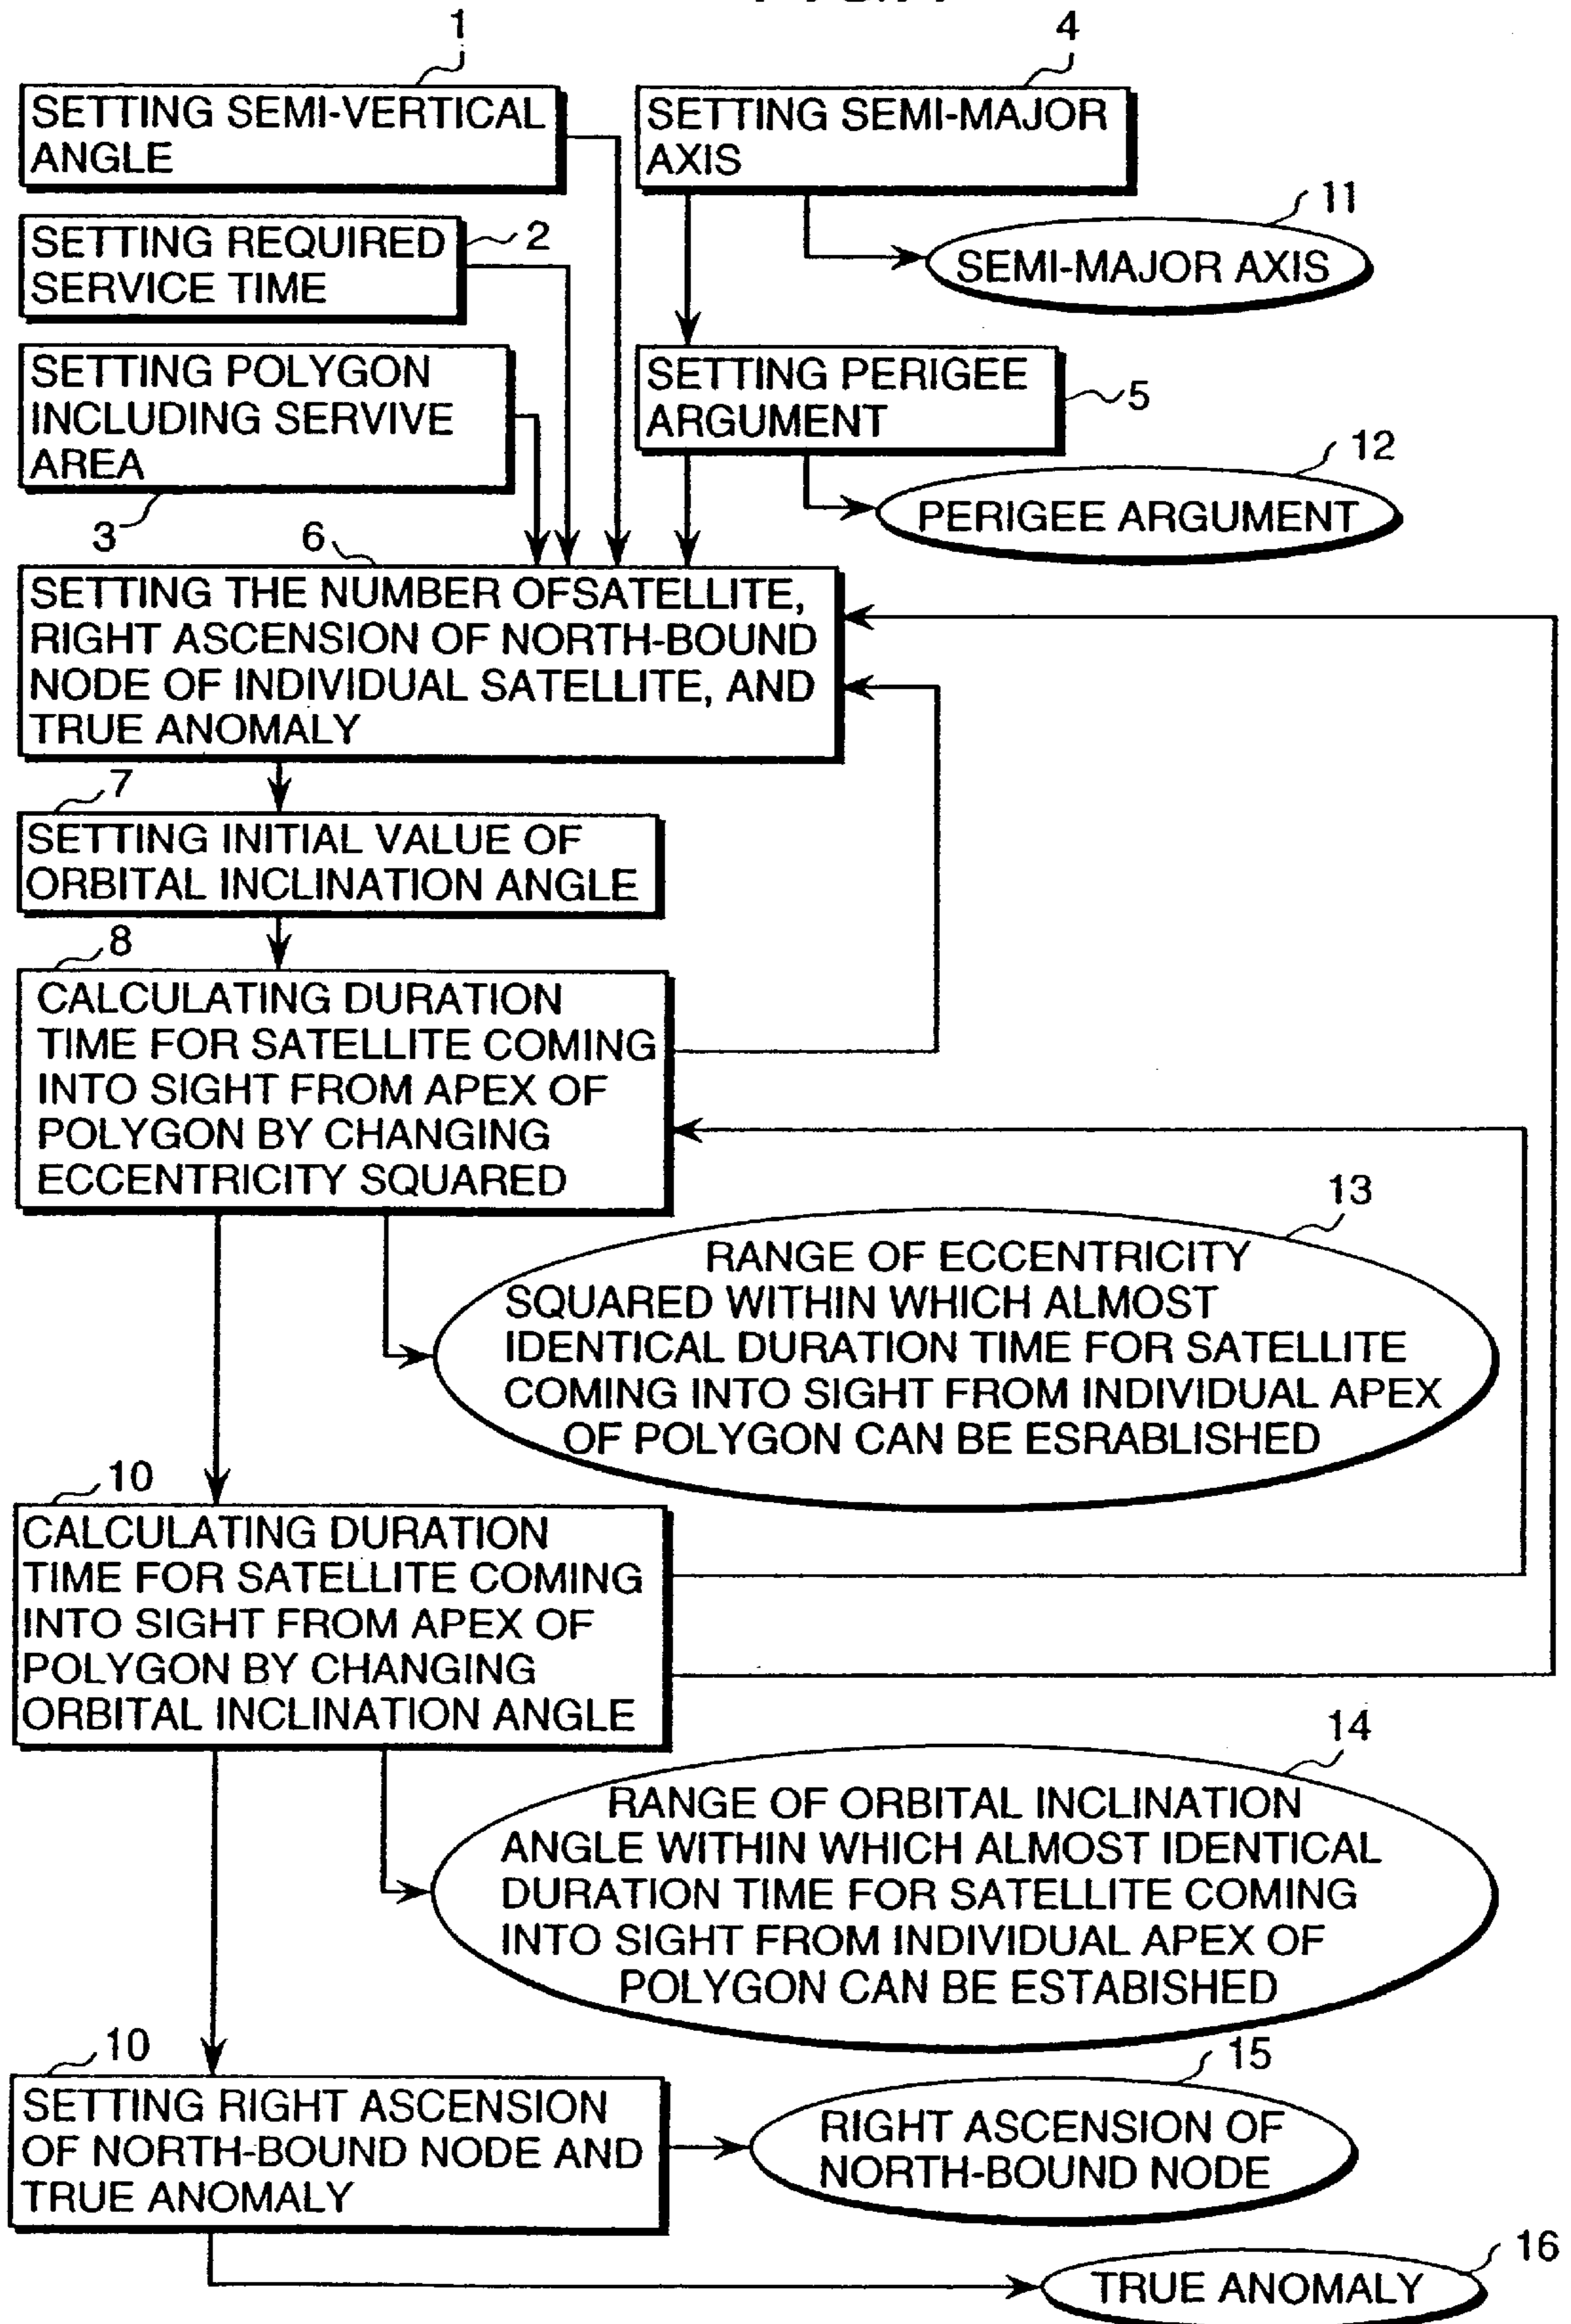 1
4
SETTING SEMI-VERTICAL
ANGLE
SETTING SEMI-MAJOR
AXIS
11
SETTING REQUIRED
SERVICE TIME
2
SEMI-MAJOR AXIS
SETTING POLYGON
INCLUDING SERVIVE
AREA
3
SETTING PERIGEE
ARGUMENT
5
12
PERIGEE ARGUMENT
6
SETTING THE NUMBER OFSATELLITE,
RIGHT ASCENSION OF NORTH-BOUND
NODE OF INDIVIDUAL SATELLITE, AND
TRUE ANOMALY
7
SETTING INITIAL VALUE OF
ORBITAL INCLINATION ANGLE
8
CALCULATING DURATION
TIME FOR SATELLITE COMING
INTO SIGHT FROM APEX OF
POLYGON BY CHANGING
ECCENTRICITY SQUARED
13
RANGE OF ECCENTRICITY
SQUARED WITHIN WHICH ALMOST
IDENTICAL DURATION TIME FOR SATELLITE
COMING INTO SIGHT FROM INDIVIDUAL APEX
OF POLYGON CAN BE ESRABLISHED
10
CALCULATING DURATION
TIME FOR SATELLITE COMING
INTO SIGHT FROM APEX OF
POLYGON BY CHANGING
ORBITAL INCLINATION ANGLE
14
RANGE OF ORBITAL INCLINATION
ANGLE WITHIN WHICH ALMOST IDENTICAL
DURATION TIME FOR SATELLITE COMING
INTO SIGHT FROM INDIVIDUAL APEX OF
POLYGON CAN BE ESTABISHED
10
SETTING RIGHT ASCENSION
OF NORTH-BOUND NODE AND
TRUE ANOMALY
15
RIGHT ASCENSION OF
NORTH-BOUND NODE
16
TRUE ANOMALY